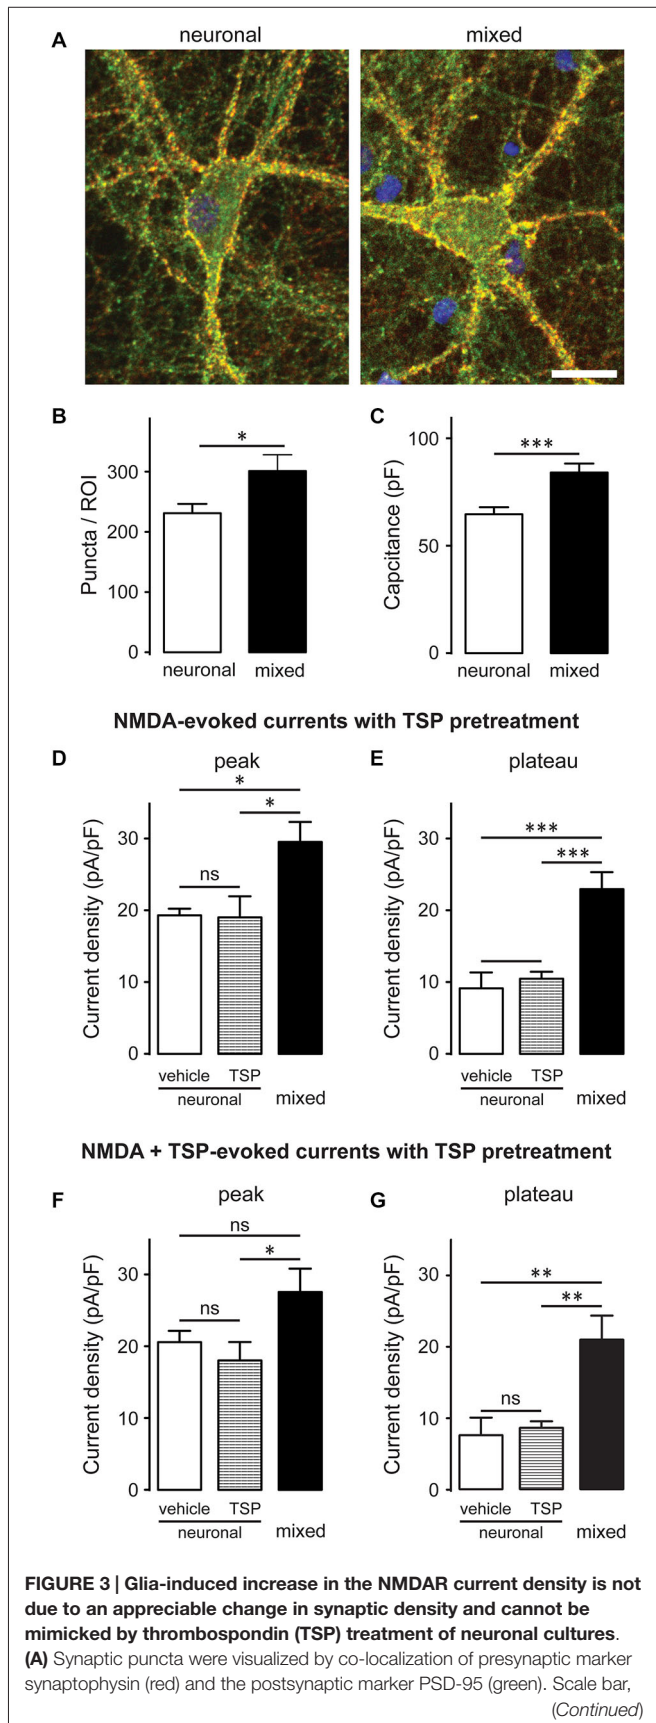 A
neuronal
mixed
B
C
Puncta / ROI
300
200
100
0
*
neuronal
mixed
Capcitance (pF)
100
50
0
***
neuronal
mixed
NMDA-evoked currents with TSP pretreatment
D
peak
E
plateau
Current density (pA/pF)
30
20
10
0
*
*
ns
vehicle TSP
neuronal
mixed
Current density (pA/pF)
30
20
10
0
***
***
vehicle TSP
neuronal
mixed
NMDA + TSP-evoked currents with TSP pretreatment
F
peak
G
plateau
Current density (pA/pF)
30
20
10
0
ns
*
ns
vehicle TSP
neuronal
mixed
Current density (pA/pF)
30
20
10
0
**
**
ns
vehicle TSP
neuronal
mixed
FIGURE 3 | Glia-induced increase in the NMDAR current density is not
due to an appreciable change in synaptic density and cannot be
mimicked by thrombospondin (TSP) treatment of neuronal cultures.
(A) Synaptic puncta were visualized by co-localization of presynaptic marker
synaptophysin (red) and the postsynaptic marker PSD-95 (green). Scale bar,
(Continued)